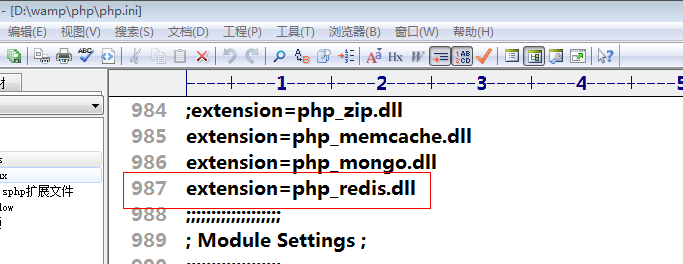 - [D:\wamp\php\php.ini]
编辑(E) 视图(V) 搜索(S) 文档(D) 工程(P) 工具(T) 浏览器(B) 窗口(W) 帮助(H)
材
1 2 3 4 5
984 ;extension=php_zip.dll
985 extension=php_memcache.dll
986 extension=php_mongo.dll
987 extension=php_redis.dll
988 ;;;;;;;;;;;;;;;;;;;
989 ; Module Settings ;
sphp扩展文件
low